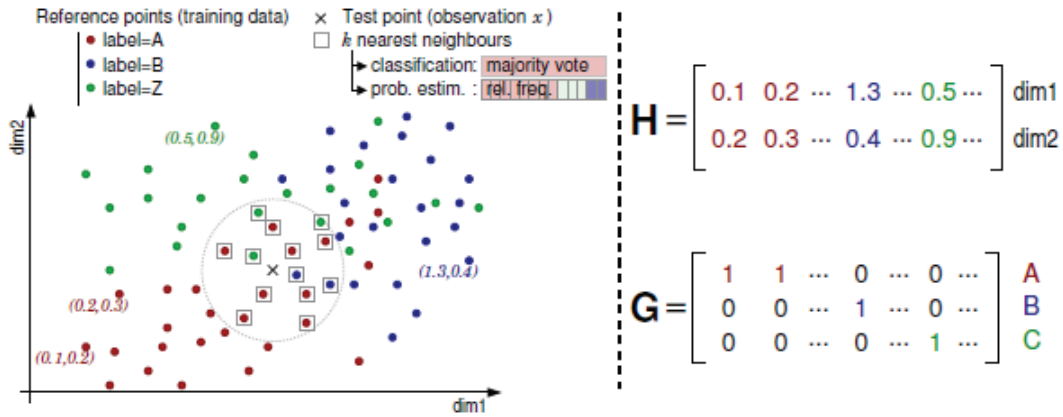 Reference points (training data)
label=A
label=B
label=Z
× Test point (observation x )
k nearest neighbours
classification: majority vote
prob. estim. : rel. freq.
dim2
(0.5,0.9)
(1.3,0.4)
(0.2,0.3)
(0.1,0.2)
dim1
H = 0.1 0.2 ... 1.3 ... 0.5 ... dim1
0.2 0.3 ... 0.4 ... 0.9 ... dim2
G = 1 1 ... 0 ... 0 ... A
0 0 ... 1 ... 0 ... B
0 0 ... 0 ... 1 ... C